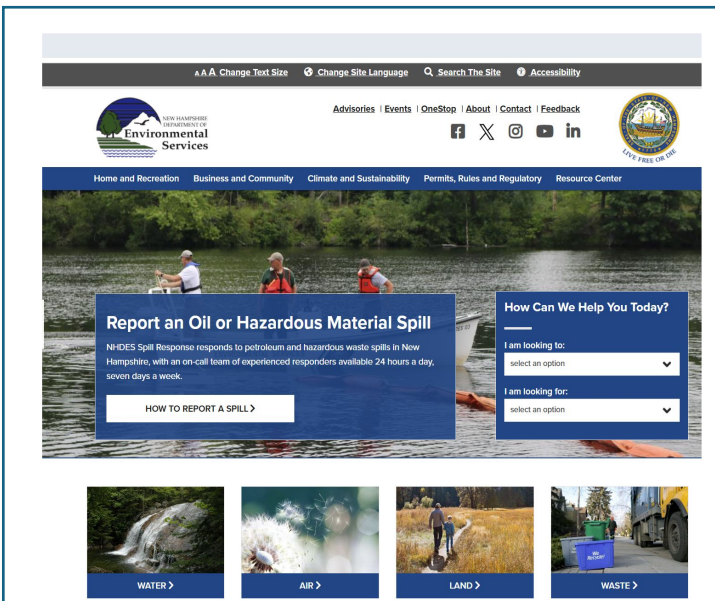 A A A Change Text Size Change Site Language Search The Site Accessibility
NEW HAMPSHIRE
DEPARTMENT OF
Environmental
Services
Advisories | Events | OneStop | About | Contact | Feedback
LIVE FREE OR DIE
Home and Recreation Business and Community Climate and Sustainability Permits, Rules and Regulatory Resource Center
Report an Oil or Hazardous Material Spill
NHDES Spill Response responds to petroleum and hazardous waste spills in New
Hampshire, with an on-call team of experienced responders available 24 hours a day,
seven days a week.
HOW TO REPORT A SPILL
How Can We Help You Today?
I am looking to:
select an option
I am looking for:
select an option
We
Recycle
WATER AIR LAND WASTE